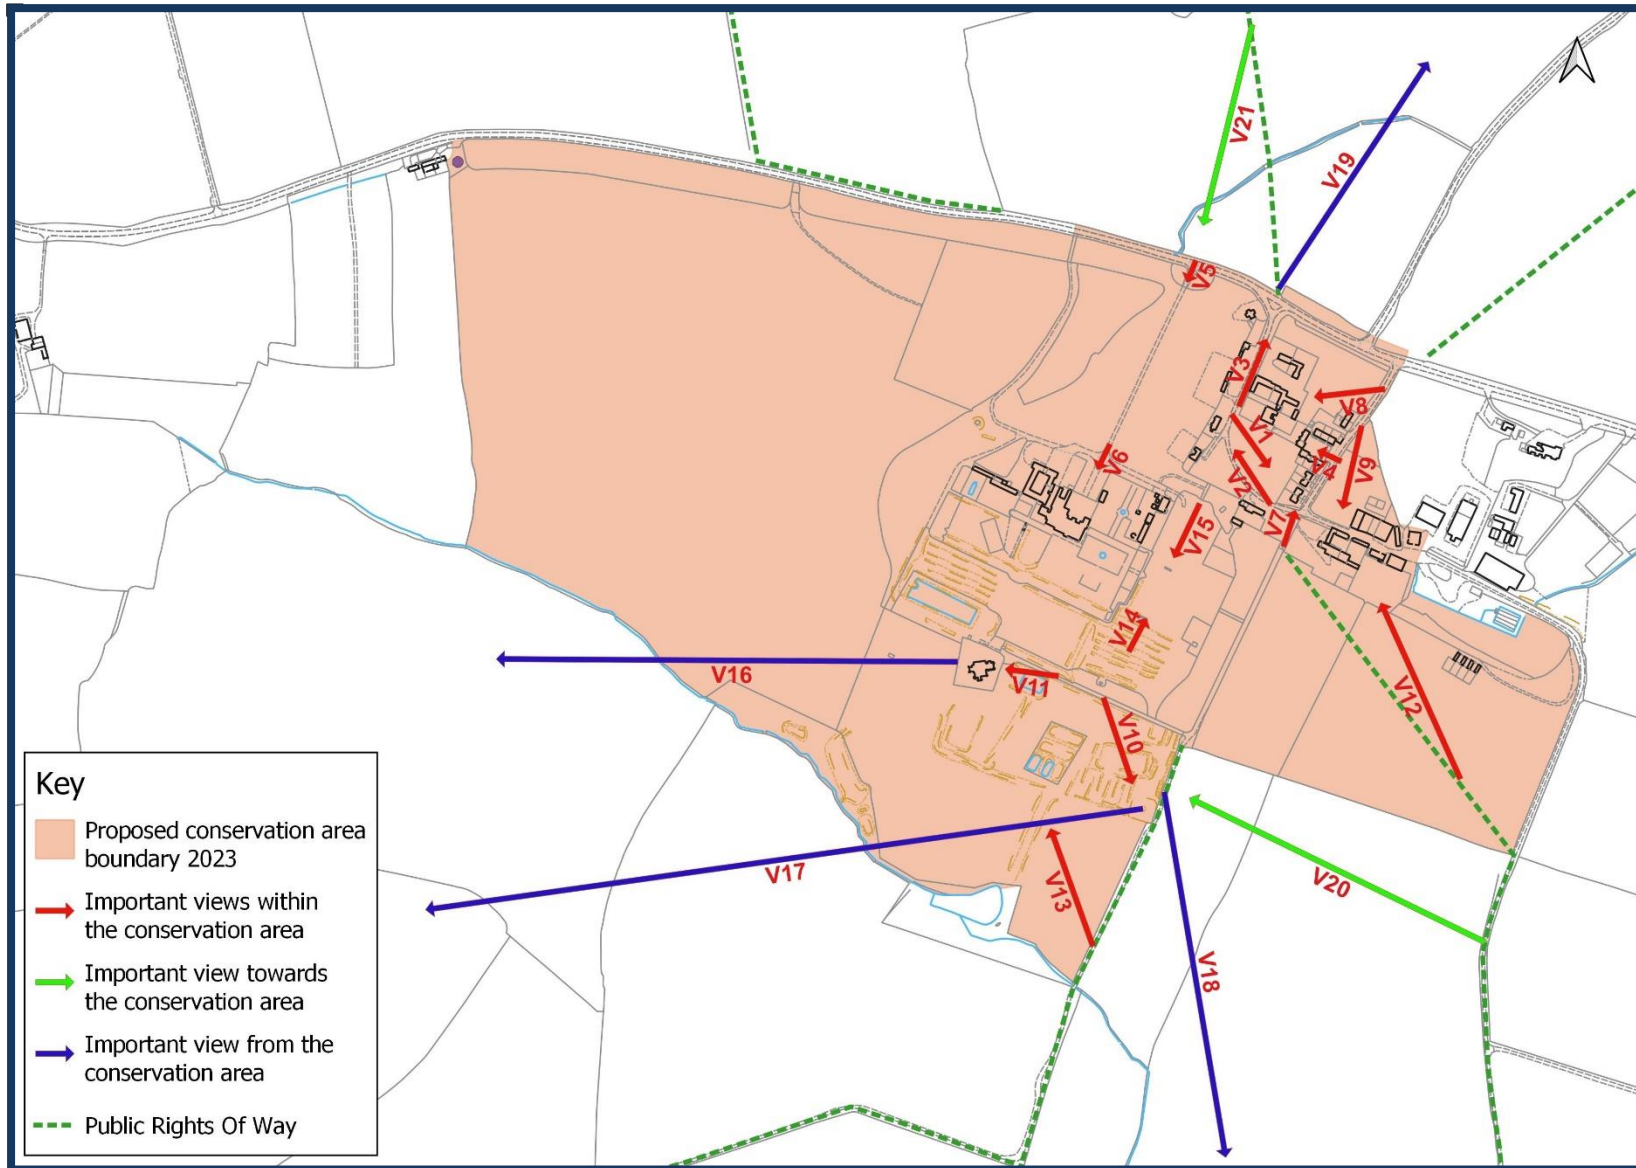 V21
V19
V5
V3
V8
V1
V6
V4
V9
V2
V7
V15
V14
V16
V11
V12
V10
V17
V20
V13
V18
Key
Proposed conservation area
boundary 2023
Important views within
the conservation area
Important view towards
the conservation area
Important view from the
conservation area
Public Rights Of Way